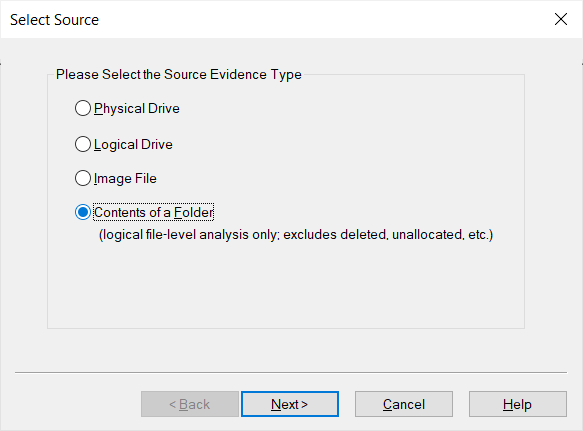 Select Source
Please Select the Source Evidence Type
Physical Drive
Logical Drive
Image File
Contents of a Folder
(logical file-level analysis only; excludes deleted, unallocated, etc.)
< Back Next > Cancel Help